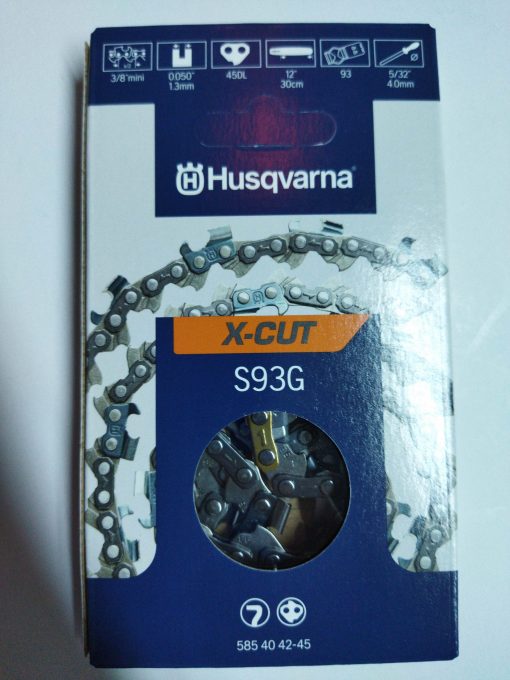 3/8"mini
0.050"
1.3mm
45DL
12"
30cm
93
5/32"
4.0mm
Husqvarna
X-CUT
S93G
585 40 42-45